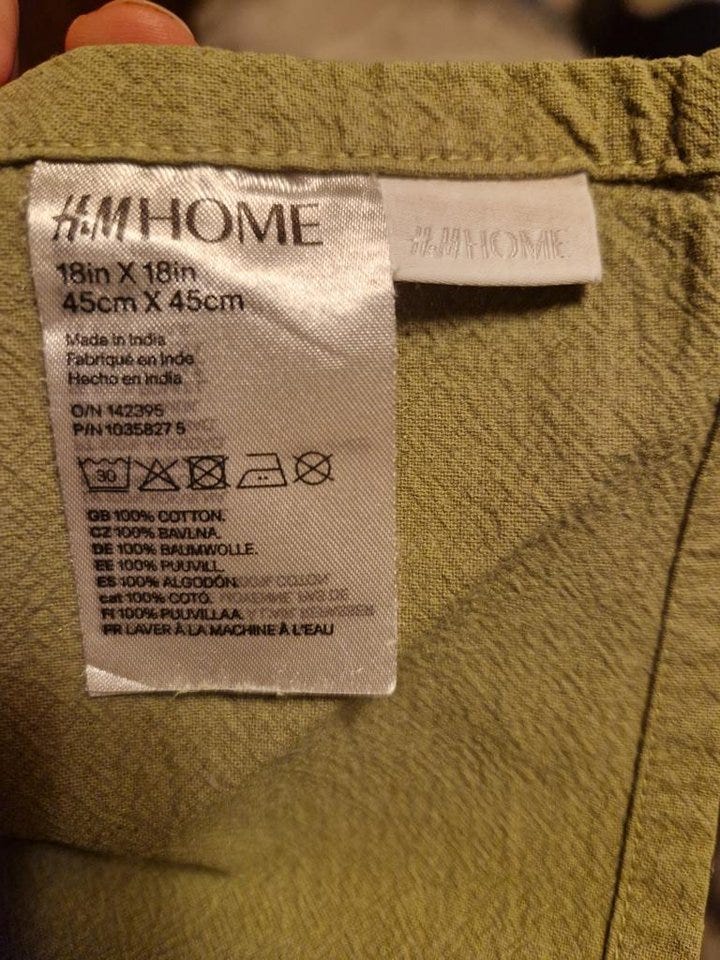 H&M HOME
18in X 18in
45cm X 45cm
Made in India
Fabriqué en Inde
Hecho en India
O/N 142395
P/N 1035827 5
30
GB 100% COTTON.
CZ 100% BAVLNA.
DE 100% BAUMWOLLE.
EE 100% PUUVILL.
ES 100% ALGODÓN.
cat 100% COTÓ.
FI 100% PUUVILLAA.
FR LAVER À LA MACHINE À L'EAU
H&M HOME